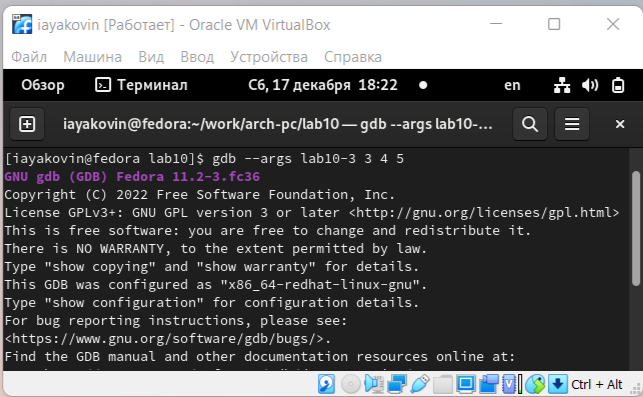 iayakovin [Работает] - Oracle VM VirtualBox
Файл Машина Вид Ввод Устройства Справка
Обзор Терминал Сб, 17 декабря 18:22 en
iayakovin@fedora:~/work/arch-pc/lab10 — gdb --args lab10-...
[iayakovin@fedora lab10]$ gdb --args lab10-3 3 4 5
GNU gdb (GDB) Fedora 11.2-3.fc36
Copyright (C) 2022 Free Software Foundation, Inc.
License GPLv3+: GNU GPL version 3 or later <http://gnu.org/licenses/gpl.html>
This is free software: you are free to change and redistribute it.
There is NO WARRANTY, to the extent permitted by law.
Type "show copying" and "show warranty" for details.
This GDB was configured as "x86_64-redhat-linux-gnu".
Type "show configuration" for configuration details.
For bug reporting instructions, please see:
<https://www.gnu.org/software/gdb/bugs/>.
Find the GDB manual and other documentation resources online at:
Ctrl + Alt